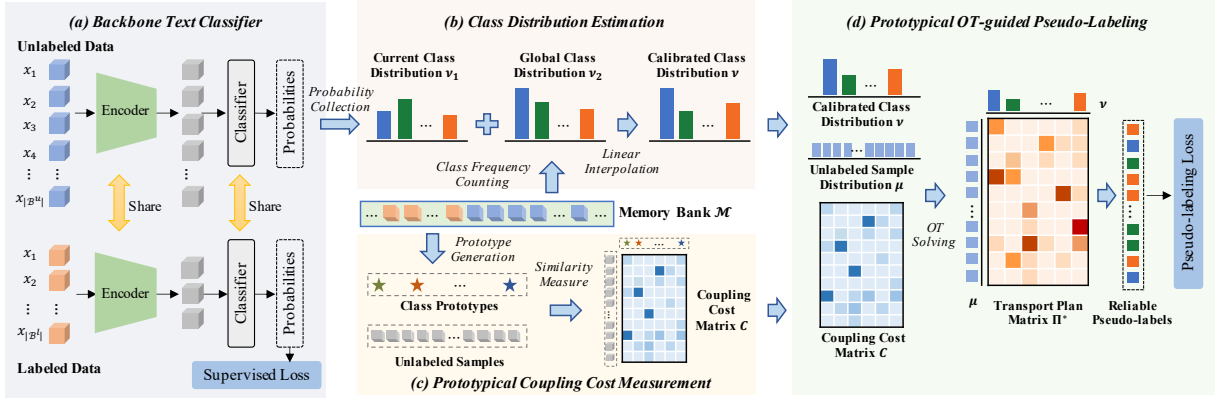 (a) Backbone Text Classifier
Unlabeled Data
x1
x2
x3
x4
...
x|ℬᵘ|
Encoder
Classifier
Probabilities
Share
Share
x1
x2
...
x|ℬˡ|
Encoder
Classifier
Probabilities
Labeled Data
Supervised Loss
Probability
Collection
(b) Class Distribution Estimation
Current Class
Distribution ν1
...
Global Class
Distribution ν2
...
Calibrated Class
Distribution ν
...
Class Frequency
Counting
Linear
Interpolation
... ... ... ...
Memory Bank ℳ
Prototype
Generation
...
Class Prototypes
...
Unlabeled Samples
Similarity
Measure
...
Coupling
Cost
Matrix C
(c) Prototypical Coupling Cost Measurement
(d) Prototypical OT-guided Pseudo-Labeling
...
Calibrated Class
Distribution ν
...
Unlabeled Sample
Distribution μ
Coupling Cost
Matrix C
OT
Solving
... ν
...
μ
Transport Plan
Matrix Π*
Reliable
Pseudo-labels
Pseudo-labeling Loss